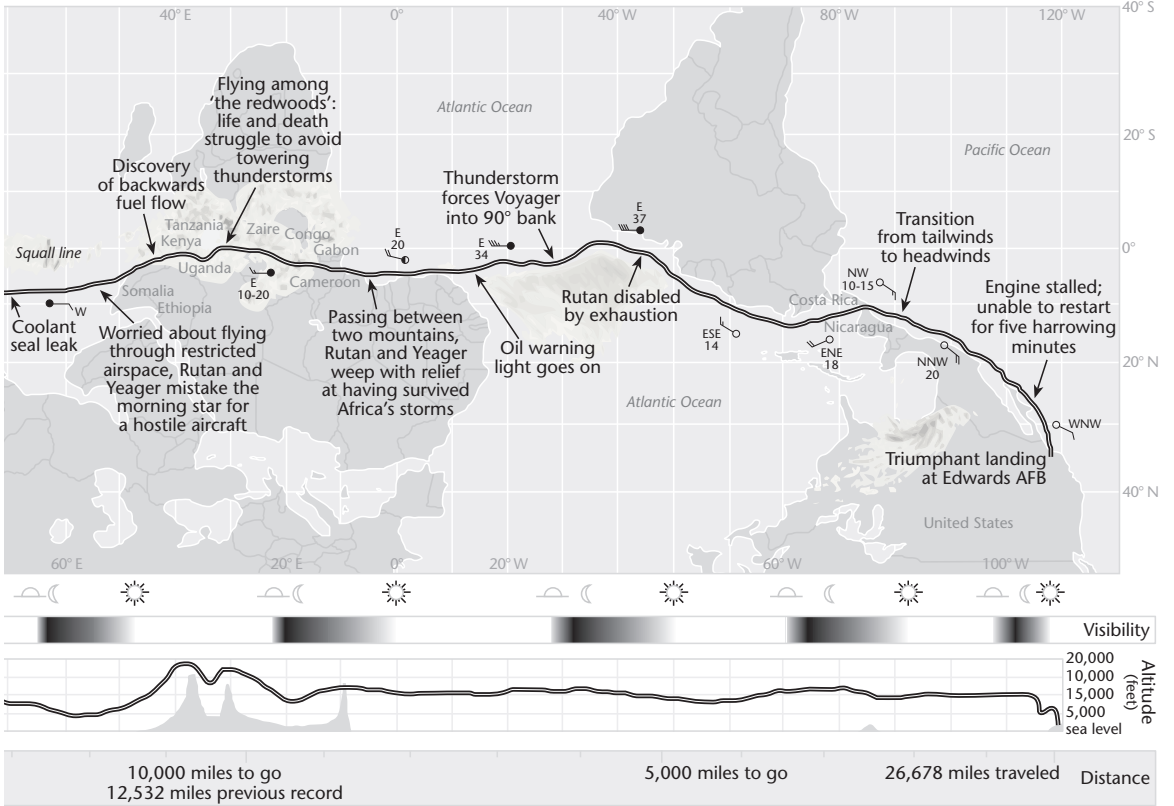 40° E
0°
40° W
80° W
120° W
40° S
Flying among
‘the redwoods’:
life and death
struggle to avoid
towering
thunderstorms
Atlantic Ocean
20° S
Pacific Ocean
Discovery
of backwards
fuel flow
Thunderstorm
forces Voyager
into 90° bank
E
37
Transition
from tailwinds
to headwinds
Tanzania
Kenya
Zaire
Congo
Gabon
E
20
E
34
0°
Squall line
Uganda
E
10-20
Cameroon
NW
10-15
Engine stalled;
unable to restart
for five harrowing
minutes
Somalia
Ethiopia
Rutan disabled
by exhaustion
Costa Rica
Nicaragua
W
Coolant
seal leak
Worried about flying
through restricted
airspace, Rutan and
Yeager mistake the
morning star for
a hostile aircraft
Passing between
two mountains,
Rutan and Yeager
weep with relief
at having survived
Africa’s storms
Oil warning
light goes on
ESE
14
ENE
18
NNW
20
20° N
Atlantic Ocean
WNW
Triumphant landing
at Edwards AFB
40° N
United States
60° E
20° E
0°
20° W
60° W
100° W
Visibility
20,000
10,000
15,000
5,000
sea level
Altitude
(feet)
10,000 miles to go
12,532 miles previous record
5,000 miles to go
26,678 miles traveled
Distance